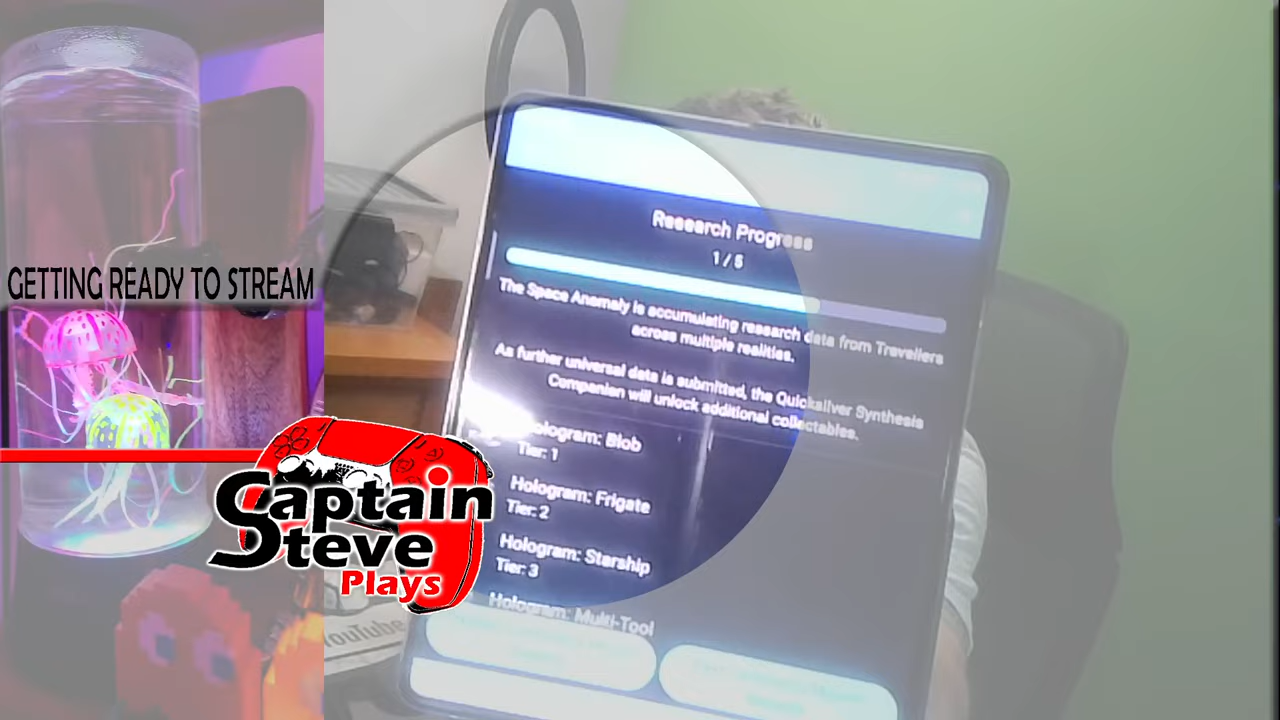 Research Progress
1 / 5
The Space Anomaly is accumulating research data from Travellers
across multiple realities.
As further universal data is submitted, the Quicksilver Synthesis
Companion will unlock additional collectables.
Hologram: Blob
Tier: 1
Hologram: Frigate
Tier: 2
Hologram: Starship
Tier: 3
Hologram: Multi-Tool
GETTING READY TO STREAM
Captain
Steve
Plays
YouTube